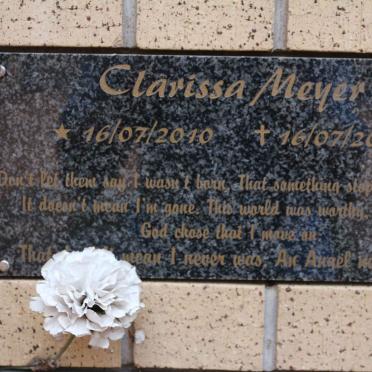 Clarissa Meyer
★ 16/07/2010 ✝ 16/07/20
Don't let them say I wasn't born, That something stop
It doesn't mean I'm gone. This world was worthy,
God chose that I move on
That mean I never was. An Angel